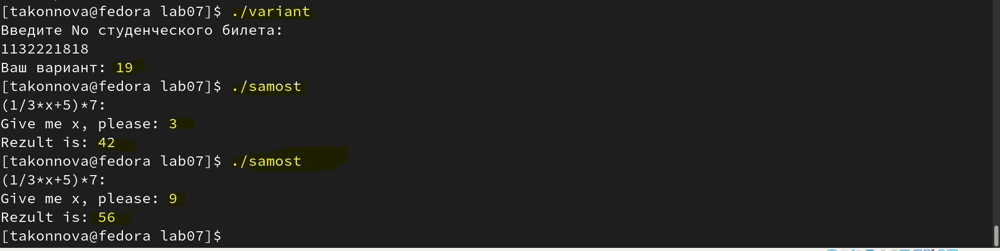 [takonnova@fedora lab07]$ ./variant
Введите No студенческого билета:
1132221818
Ваш вариант: 19
[takonnova@fedora lab07]$ ./samost
(1/3*x+5)*7:
Give me x, please: 3
Rezult is: 42
[takonnova@fedora lab07]$ ./samost
(1/3*x+5)*7:
Give me x, please: 9
Rezult is: 56
[takonnova@fedora lab07]$